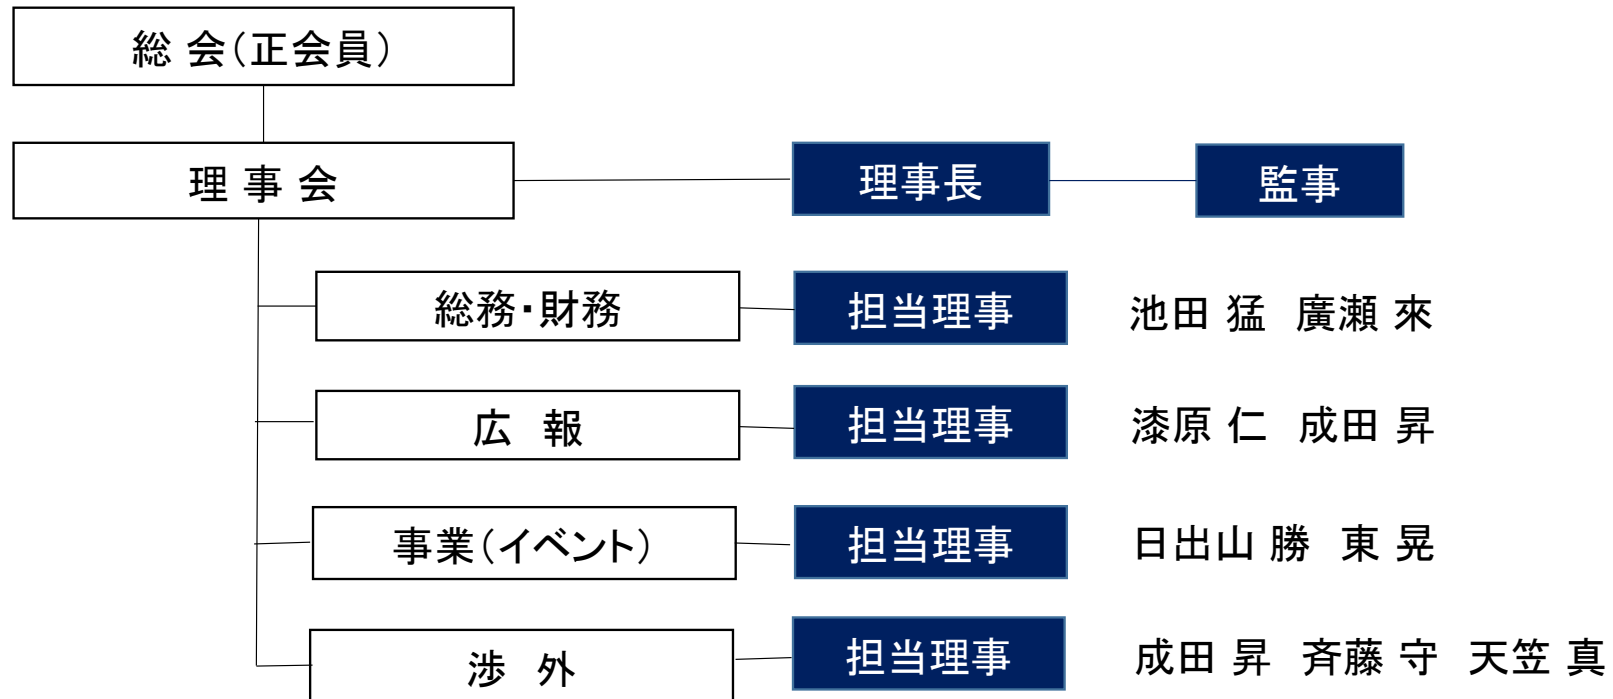 総 会(正会員)
理 事 会 理事長 監事
総務・財務 担当理事 池田 猛 廣瀬 來
広 報 担当理事 漆原 仁 成田 昇
事業(イベント) 担当理事 日出山 勝 東 晃
渉 外 担当理事 成田 昇 斉藤 守 天笠 真